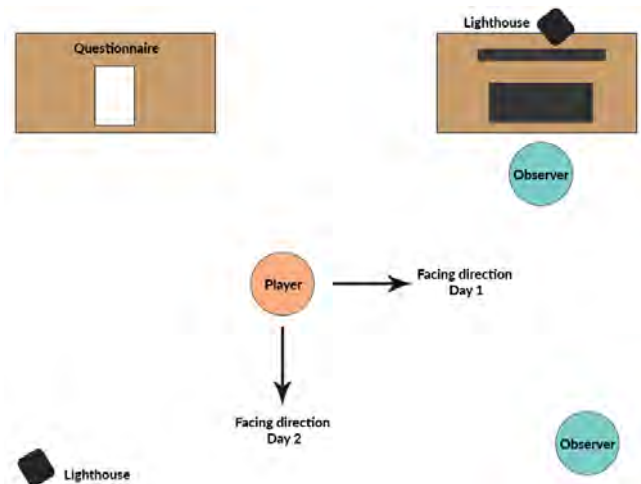 Lighthouse
Questionnaire
Observer
Player
Facing direction
Day 1
Facing direction
Day 2
Observer
Lighthouse